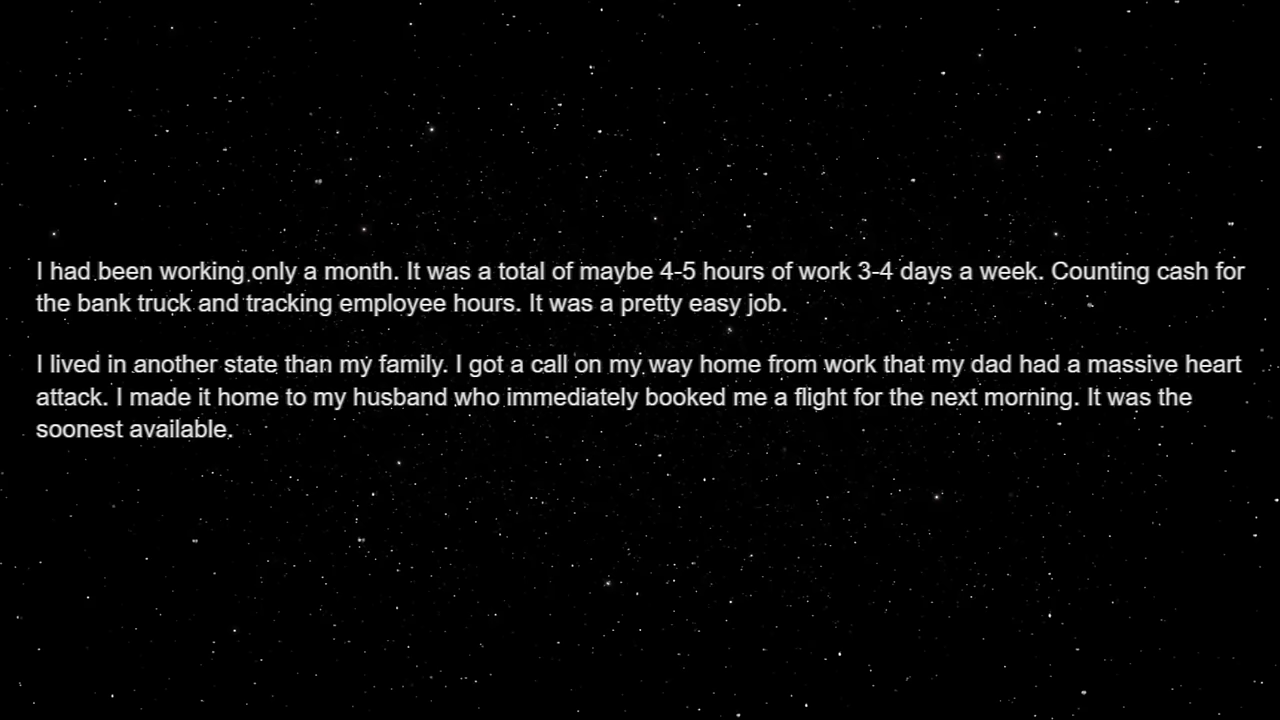 I had been working only a month. It was a total of maybe 4-5 hours of work 3-4 days a week. Counting cash for
the bank truck and tracking employee hours. It was a pretty easy job.
I lived in another state than my family. I got a call on my way home from work that my dad had a massive heart
attack. I made it home to my husband who immediately booked me a flight for the next morning. It was the
soonest available.